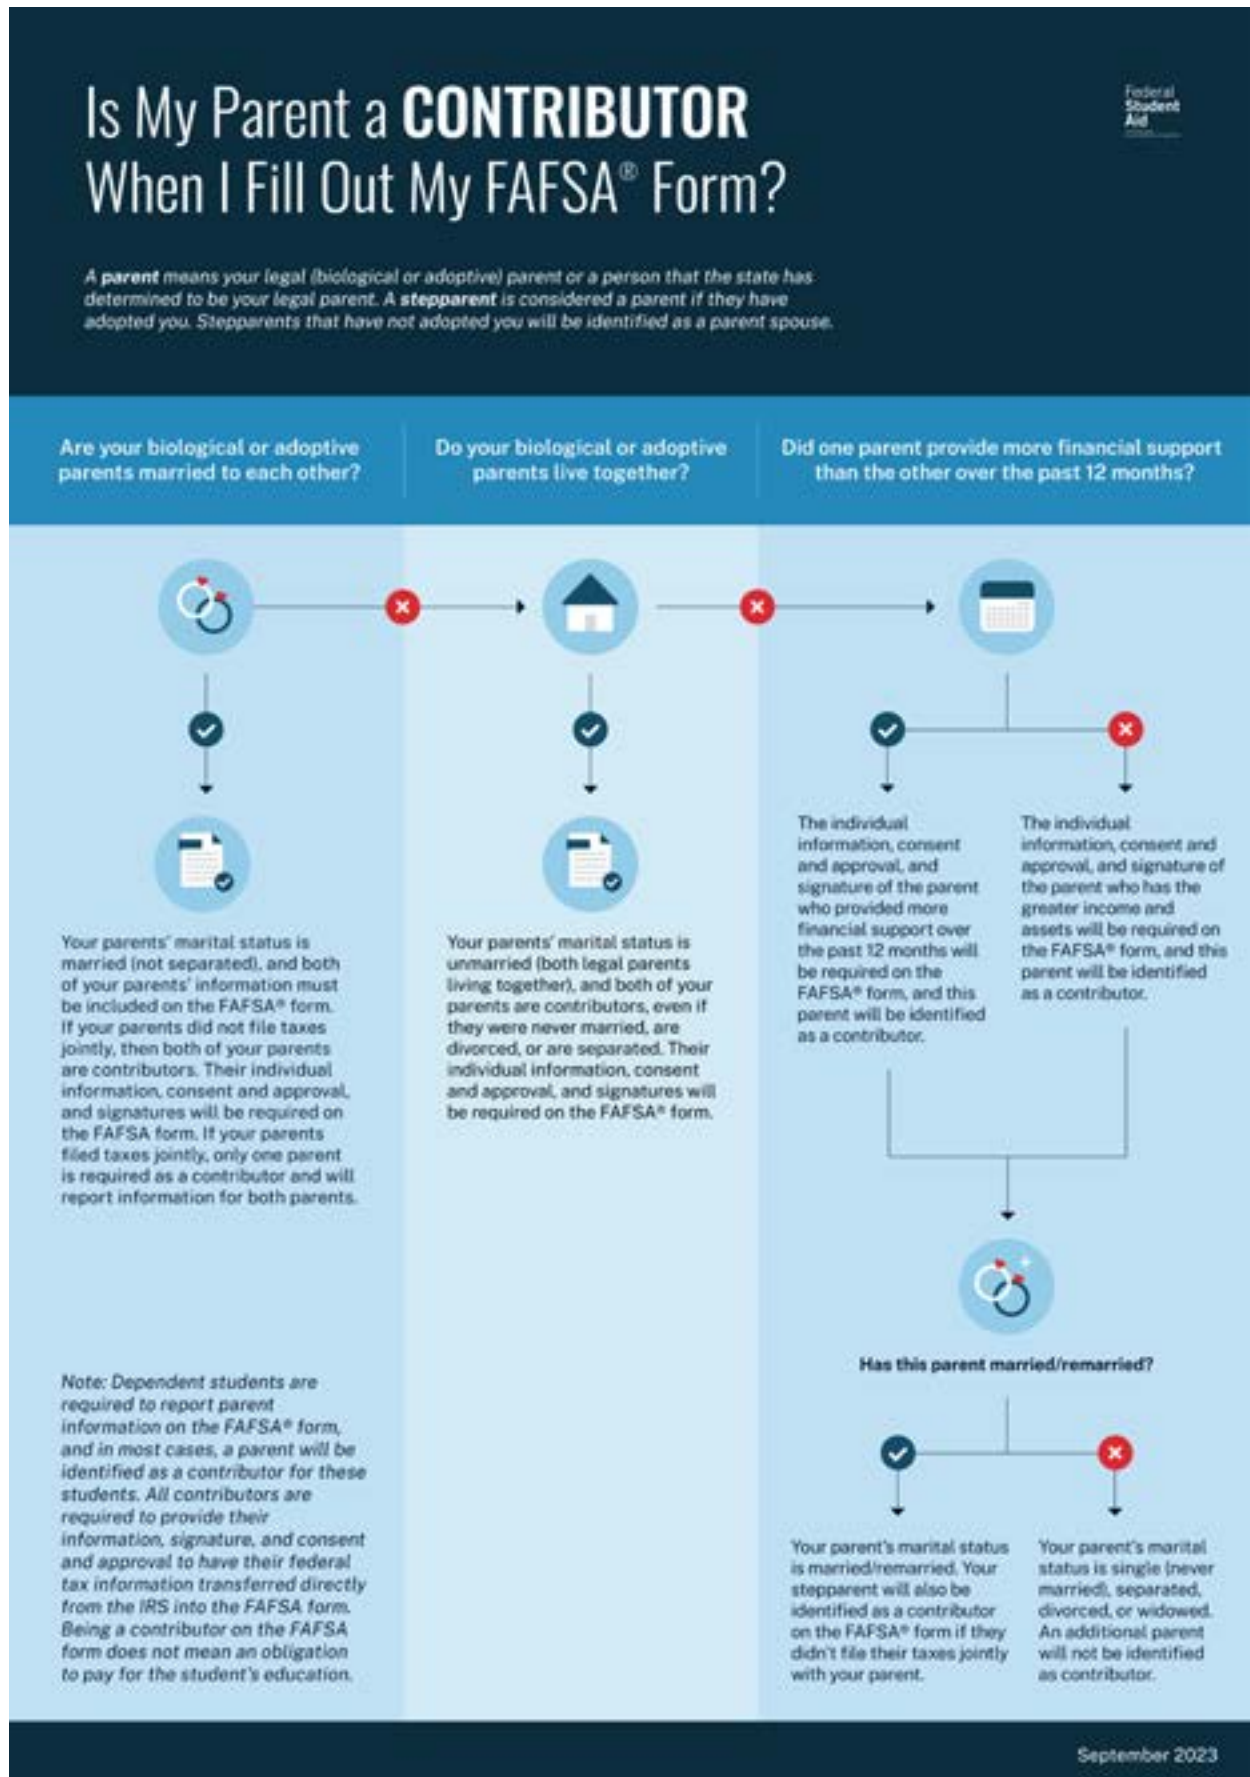 Is My Parent a CONTRIBUTOR
When I Fill Out My FAFSA® Form?
Federal
Student
Aid
A parent means your legal (biological or adoptive) parent or a person that the state has
determined to be your legal parent. A stepparent is considered a parent if they have
adopted you. Stepparents that have not adopted you will be identified as a parent spouse.
Are your biological or adoptive
parents married to each other?
Do your biological or adoptive
parents live together?
Did one parent provide more financial support
than the other over the past 12 months?
Your parents' marital status is
married (not separated), and both
of your parents' information must
be included on the FAFSA® form.
If your parents did not file taxes
jointly, then both of your parents
are contributors. Their individual
information, consent and approval,
and signatures will be required on
the FAFSA form. If your parents
filed taxes jointly, only one parent
is required as a contributor and will
report information for both parents.
Note: Dependent students are
required to report parent
information on the FAFSA® form,
and in most cases, a parent will be
identified as a contributor for these
students. All contributors are
required to provide their
information, signature, and consent
and approval to have their federal
tax information transferred directly
from the IRS into the FAFSA form.
Being a contributor on the FAFSA
form does not mean an obligation
to pay for the student's education.
Your parents' marital status is
unmarried (both legal parents
living together), and both of your
parents are contributors, even if
they were never married, are
divorced, or are separated. Their
individual information, consent
and approval, and signatures will
be required on the FAFSA® form.
The individual
information, consent
and approval, and
signature of the parent
who provided more
financial support over
the past 12 months will
be required on the
FAFSA® form, and this
parent will be identified
as a contributor.
The individual
information, consent and
approval, and signature of
the parent who has the
greater income and
assets will be required on
the FAFSA® form, and this
parent will be identified
as a contributor.
Has this parent married/remarried?
Your parent's marital status
is married/remarried. Your
stepparent will also be
identified as a contributor
on the FAFSA® form if they
didn't file their taxes jointly
with your parent.
Your parent's marital
status is single (never
married), separated,
divorced, or widowed.
An additional parent
will not be identified
as contributor.
September 2023